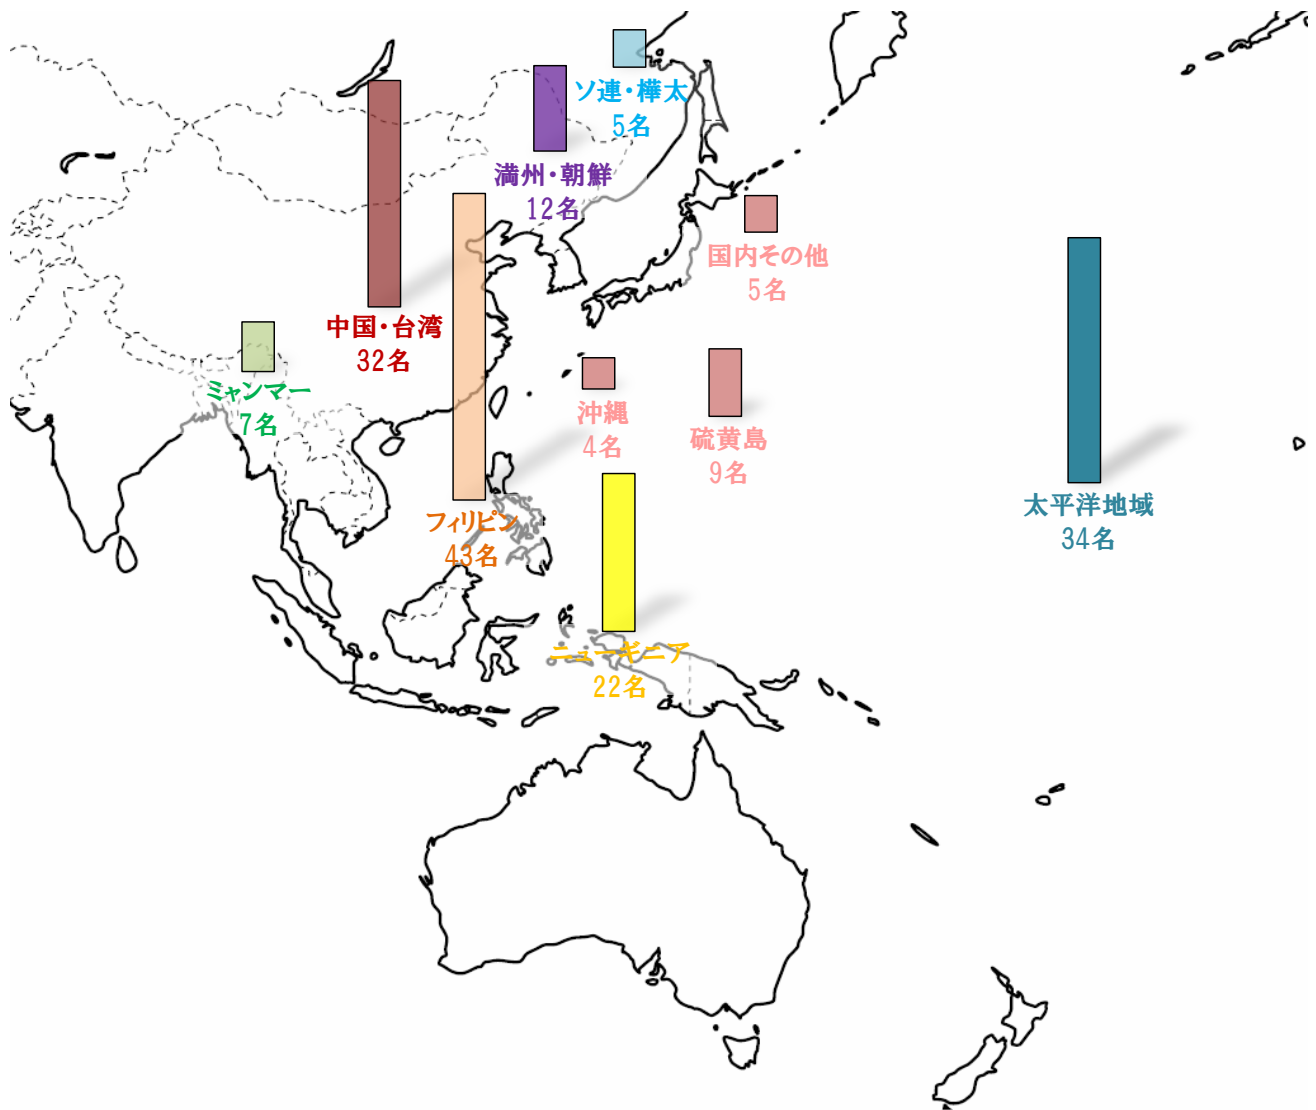 ソ連・樺太
5名
満州・朝鮮
12名
国内その他
5名
中国・台湾
32名
ミャンマー
7名
沖縄
4名
硫黄島
9名
太平洋地域
34名
フィリピン
43名
ニューギニア
22名